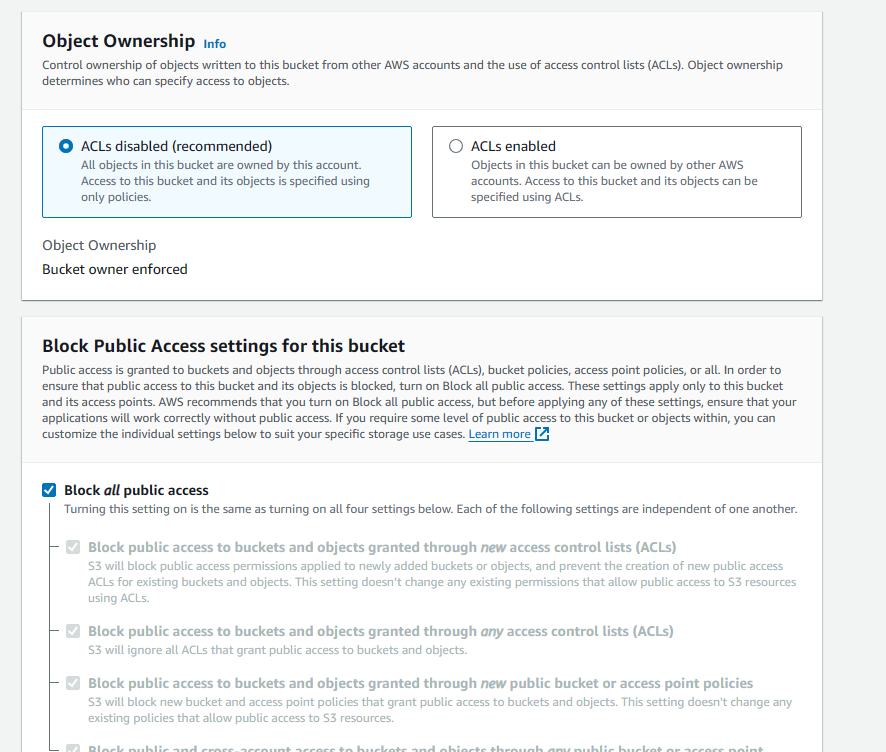 Object Ownership Info
Control ownership of objects written to this bucket from other AWS accounts and the use of access control lists (ACLs). Object ownership
determines who can specify access to objects.
ACLs disabled (recommended)
All objects in this bucket are owned by this account.
Access to this bucket and its objects is specified using
only policies.
ACLs enabled
Objects in this bucket can be owned by other AWS
accounts. Access to this bucket and its objects can be
specified using ACLs.
Object Ownership
Bucket owner enforced
Block Public Access settings for this bucket
Public access is granted to buckets and objects through access control lists (ACLs), bucket policies, access point policies, or all. In order to
ensure that public access to this bucket and its objects is blocked, turn on Block all public access. These settings apply only to this bucket
and its access points. AWS recommends that you turn on Block all public access, but before applying any of these settings, ensure that your
applications will work correctly without public access. If you require some level of public access to this bucket or objects within, you can
customize the individual settings below to suit your specific storage use cases. Learn more
Block all public access
Turning this setting on is the same as turning on all four settings below. Each of the following settings are independent of one another.
Block public access to buckets and objects granted through new access control lists (ACLs)
S3 will block public access permissions applied to newly added buckets or objects, and prevent the creation of new public access
ACLs for existing buckets and objects. This setting doesn't change any existing permissions that allow public access to S3 resources
using ACLs.
Block public access to buckets and objects granted through any access control lists (ACLs)
S3 will ignore all ACLs that grant public access to buckets and objects.
Block public access to buckets and objects granted through new public bucket or access point policies
S3 will block new bucket and access point policies that grant public access to buckets and objects. This setting doesn't change any
existing policies that allow public access to S3 resources.
Block public and cross-account access to buckets and objects through any public bucket or access point